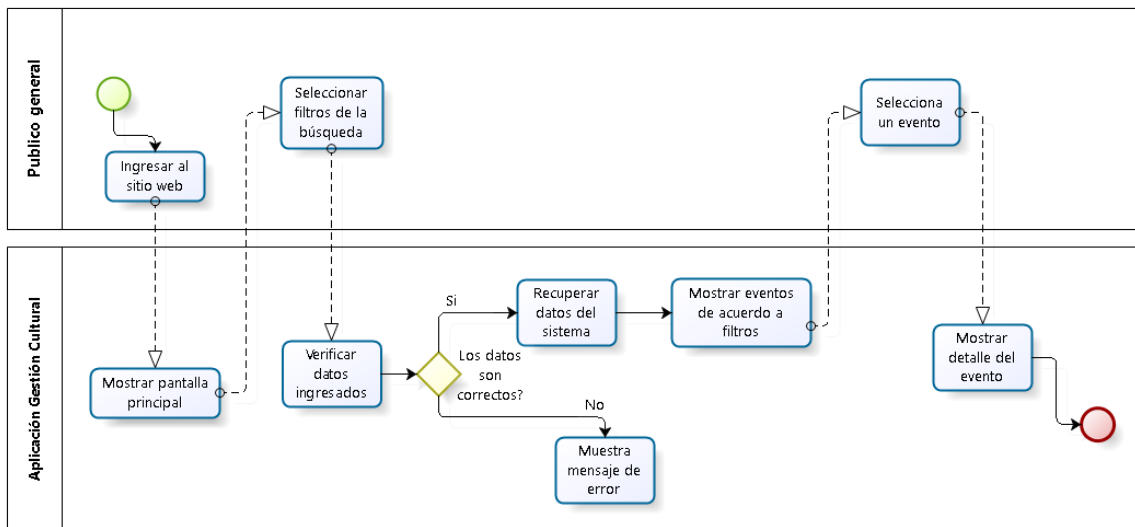 Publico general
Ingresar al
sitio web
Seleccionar
filtros de la
búsqueda
Selecciona
un evento
Aplicación Gestión Cultural
Mostrar pantalla
principal
Verificar
datos
ingresados
Los datos
son
correctos?
Si
Recuperar
datos del
sistema
Mostrar eventos
de acuerdo a
filtros
No
Muestra
mensaje de
error
Mostrar
detalle del
evento